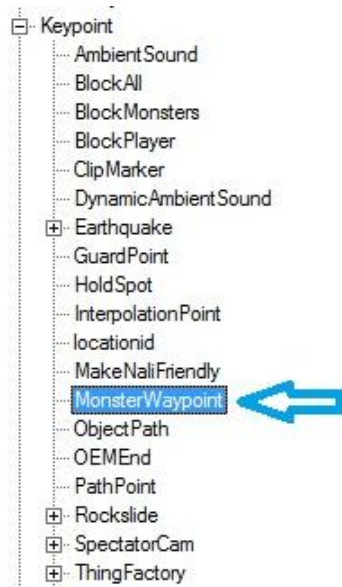 Keypoint
AmbientSound
BlockAll
BlockMonsters
BlockPlayer
ClipMarker
DynamicAmbientSound
Earthquake
GuardPoint
HoldSpot
InterpolationPoint
locationid
MakeNaliFriendly
MonsterWaypoint
ObjectPath
OEMEnd
PathPoint
Rockslide
SpectatorCam
ThingFactory